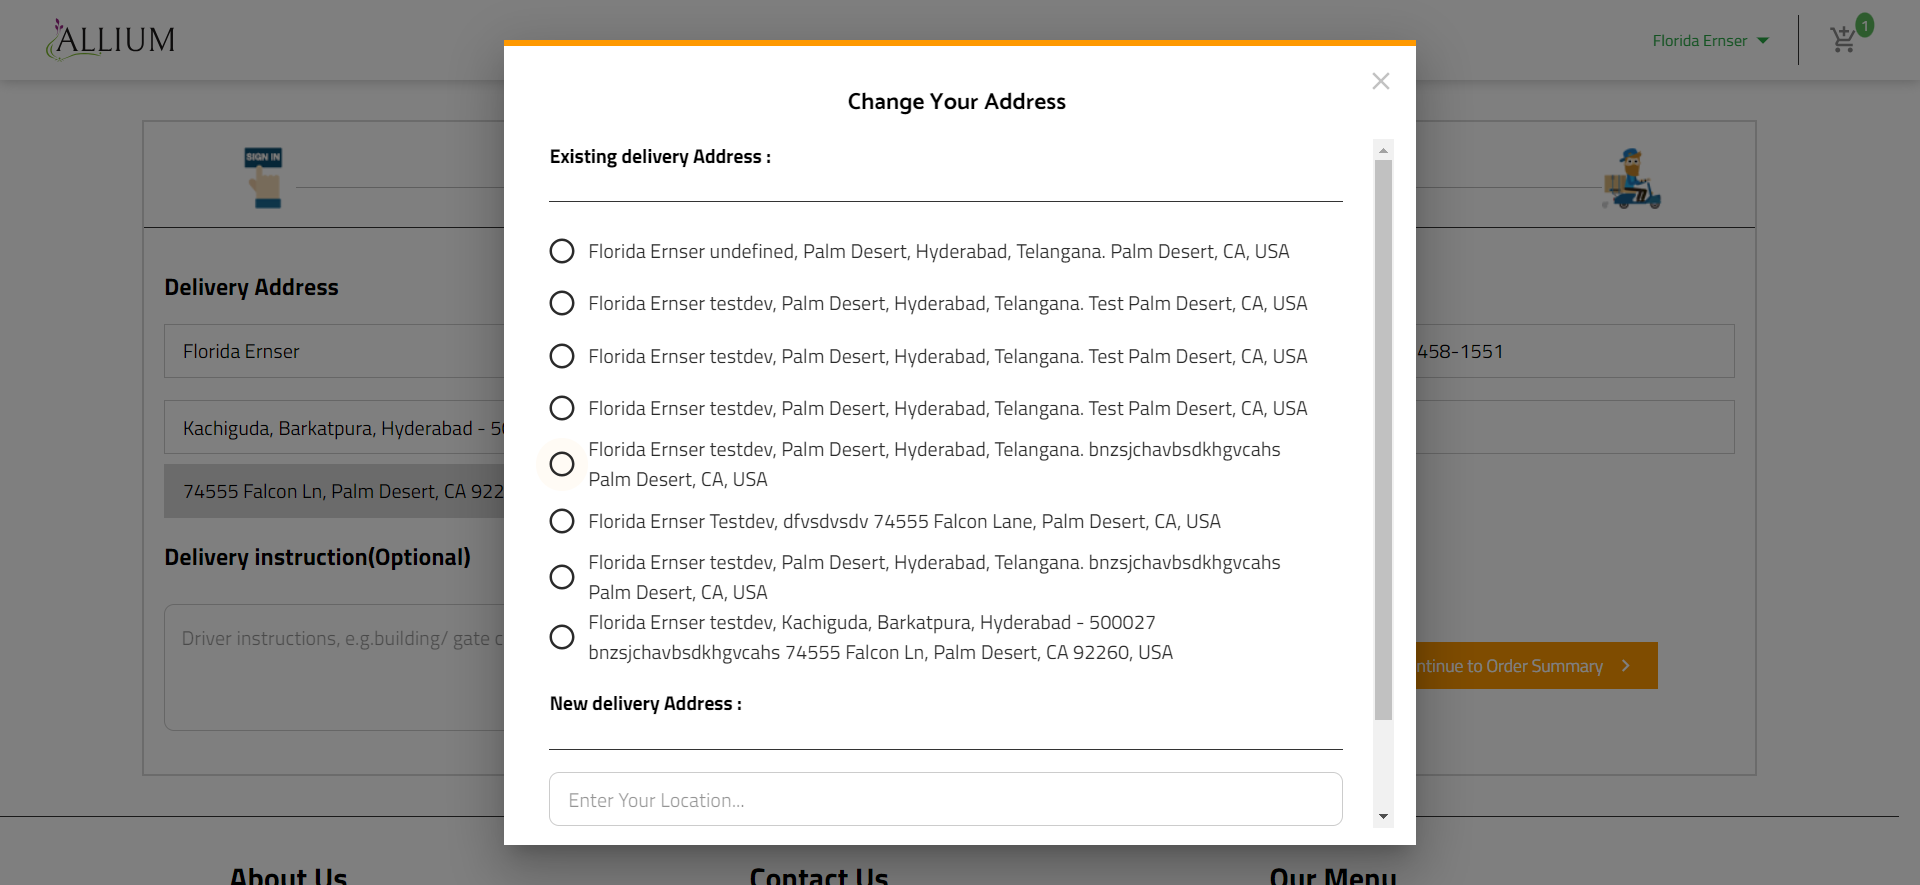 ALLIUM
Florida Ernser
1
Change Your Address
Existing delivery Address :
SIGN IN
Florida Ernser undefined, Palm Desert, Hyderabad, Telangana. Palm Desert, CA, USA
Florida Ernser testdev, Palm Desert, Hyderabad, Telangana. Test Palm Desert, CA, USA
Florida Ernser testdev, Palm Desert, Hyderabad, Telangana. Test Palm Desert, CA, USA
Florida Ernser testdev, Palm Desert, Hyderabad, Telangana. Test Palm Desert, CA, USA
Florida Ernser testdev, Palm Desert, Hyderabad, Telangana. bnzsjchavbsdkhgvcahs
Palm Desert, CA, USA
Florida Ernser Testdev, dfvsdvsdv 74555 Falcon Lane, Palm Desert, CA, USA
Florida Ernser testdev, Palm Desert, Hyderabad, Telangana. bnzsjchavbsdkhgvcahs
Palm Desert, CA, USA
Florida Ernser testdev, Kachiguda, Barkatpura, Hyderabad - 500027
bnzsjchavbsdkhgvcahs 74555 Falcon Ln, Palm Desert, CA 92260, USA
New delivery Address :
Enter Your Location...
Delivery Address
Florida Ernser
458-1551
Kachiguda, Barkatpura, Hyderabad - 50
74555 Falcon Ln, Palm Desert, CA 922
Delivery instruction(Optional)
Driver instructions, e.g.building/ gate c
ntinue to Order Summary
About Us
Contact Us
Our Menu